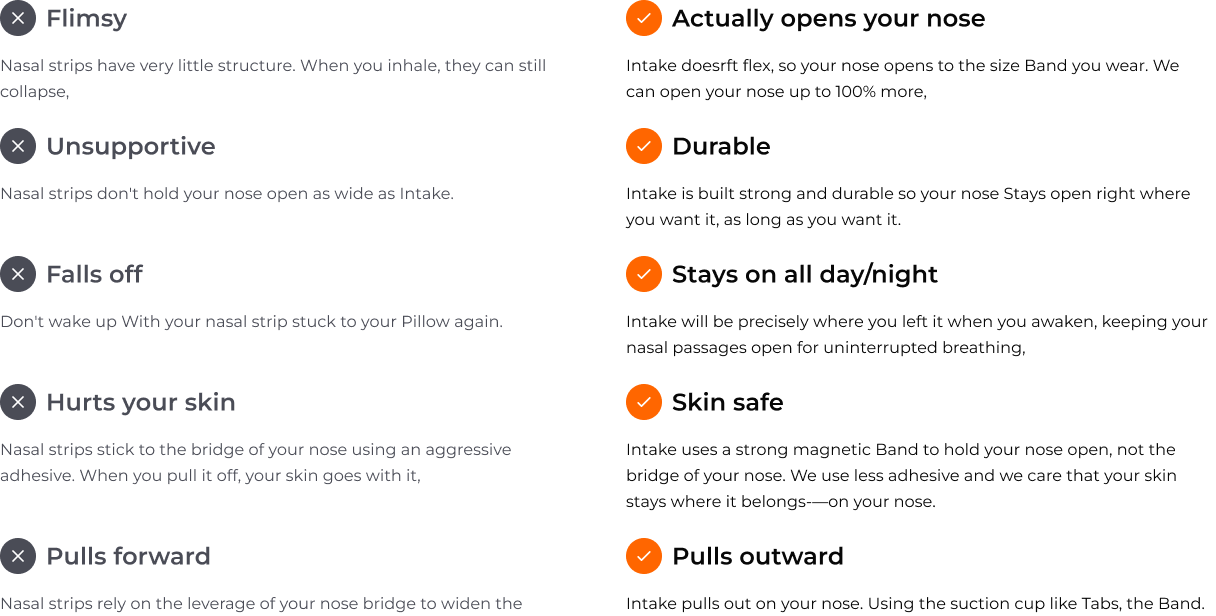 Flimsy
Nasal strips have very little structure. When you inhale, they can still
collapse,
Actually opens your nose
Intake doesrft flex, so your nose opens to the size Band you wear. We
can open your nose up to 100% more,
Unsupportive
Nasal strips don't hold your nose open as wide as Intake.
Durable
Intake is built strong and durable so your nose Stays open right where
you want it, as long as you want it.
Falls off
Don't wake up With your nasal strip stuck to your Pillow again.
Stays on all day/night
Intake will be precisely where you left it when you awaken, keeping your
nasal passages open for uninterrupted breathing,
Hurts your skin
Nasal strips stick to the bridge of your nose using an aggressive
adhesive. When you pull it off, your skin goes with it,
Skin safe
Intake uses a strong magnetic Band to hold your nose open, not the
bridge of your nose. We use less adhesive and we care that your skin
stays where it belongs-—on your nose.
Pulls forward
Nasal strips rely on the leverage of your nose bridge to widen the
Pulls outward
Intake pulls out on your nose. Using the suction cup like Tabs, the Band.